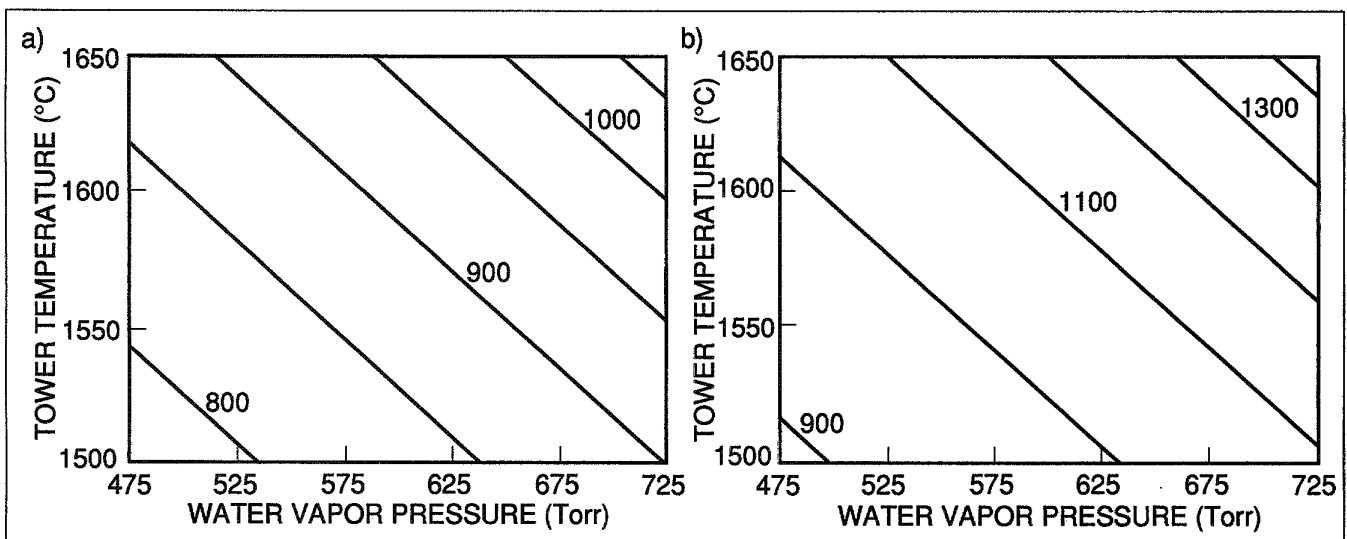 a)
TOWER TEMPERATURE (°C)
1650
1600
1550
1500
1000
900
800
475 525 575 625 675 725
WATER VAPOR PRESSURE (Torr)
b)
TOWER TEMPERATURE (°C)
1650
1600
1550
1500
1300
1100
900
475 525 575 625 675 725
WATER VAPOR PRESSURE (Torr)